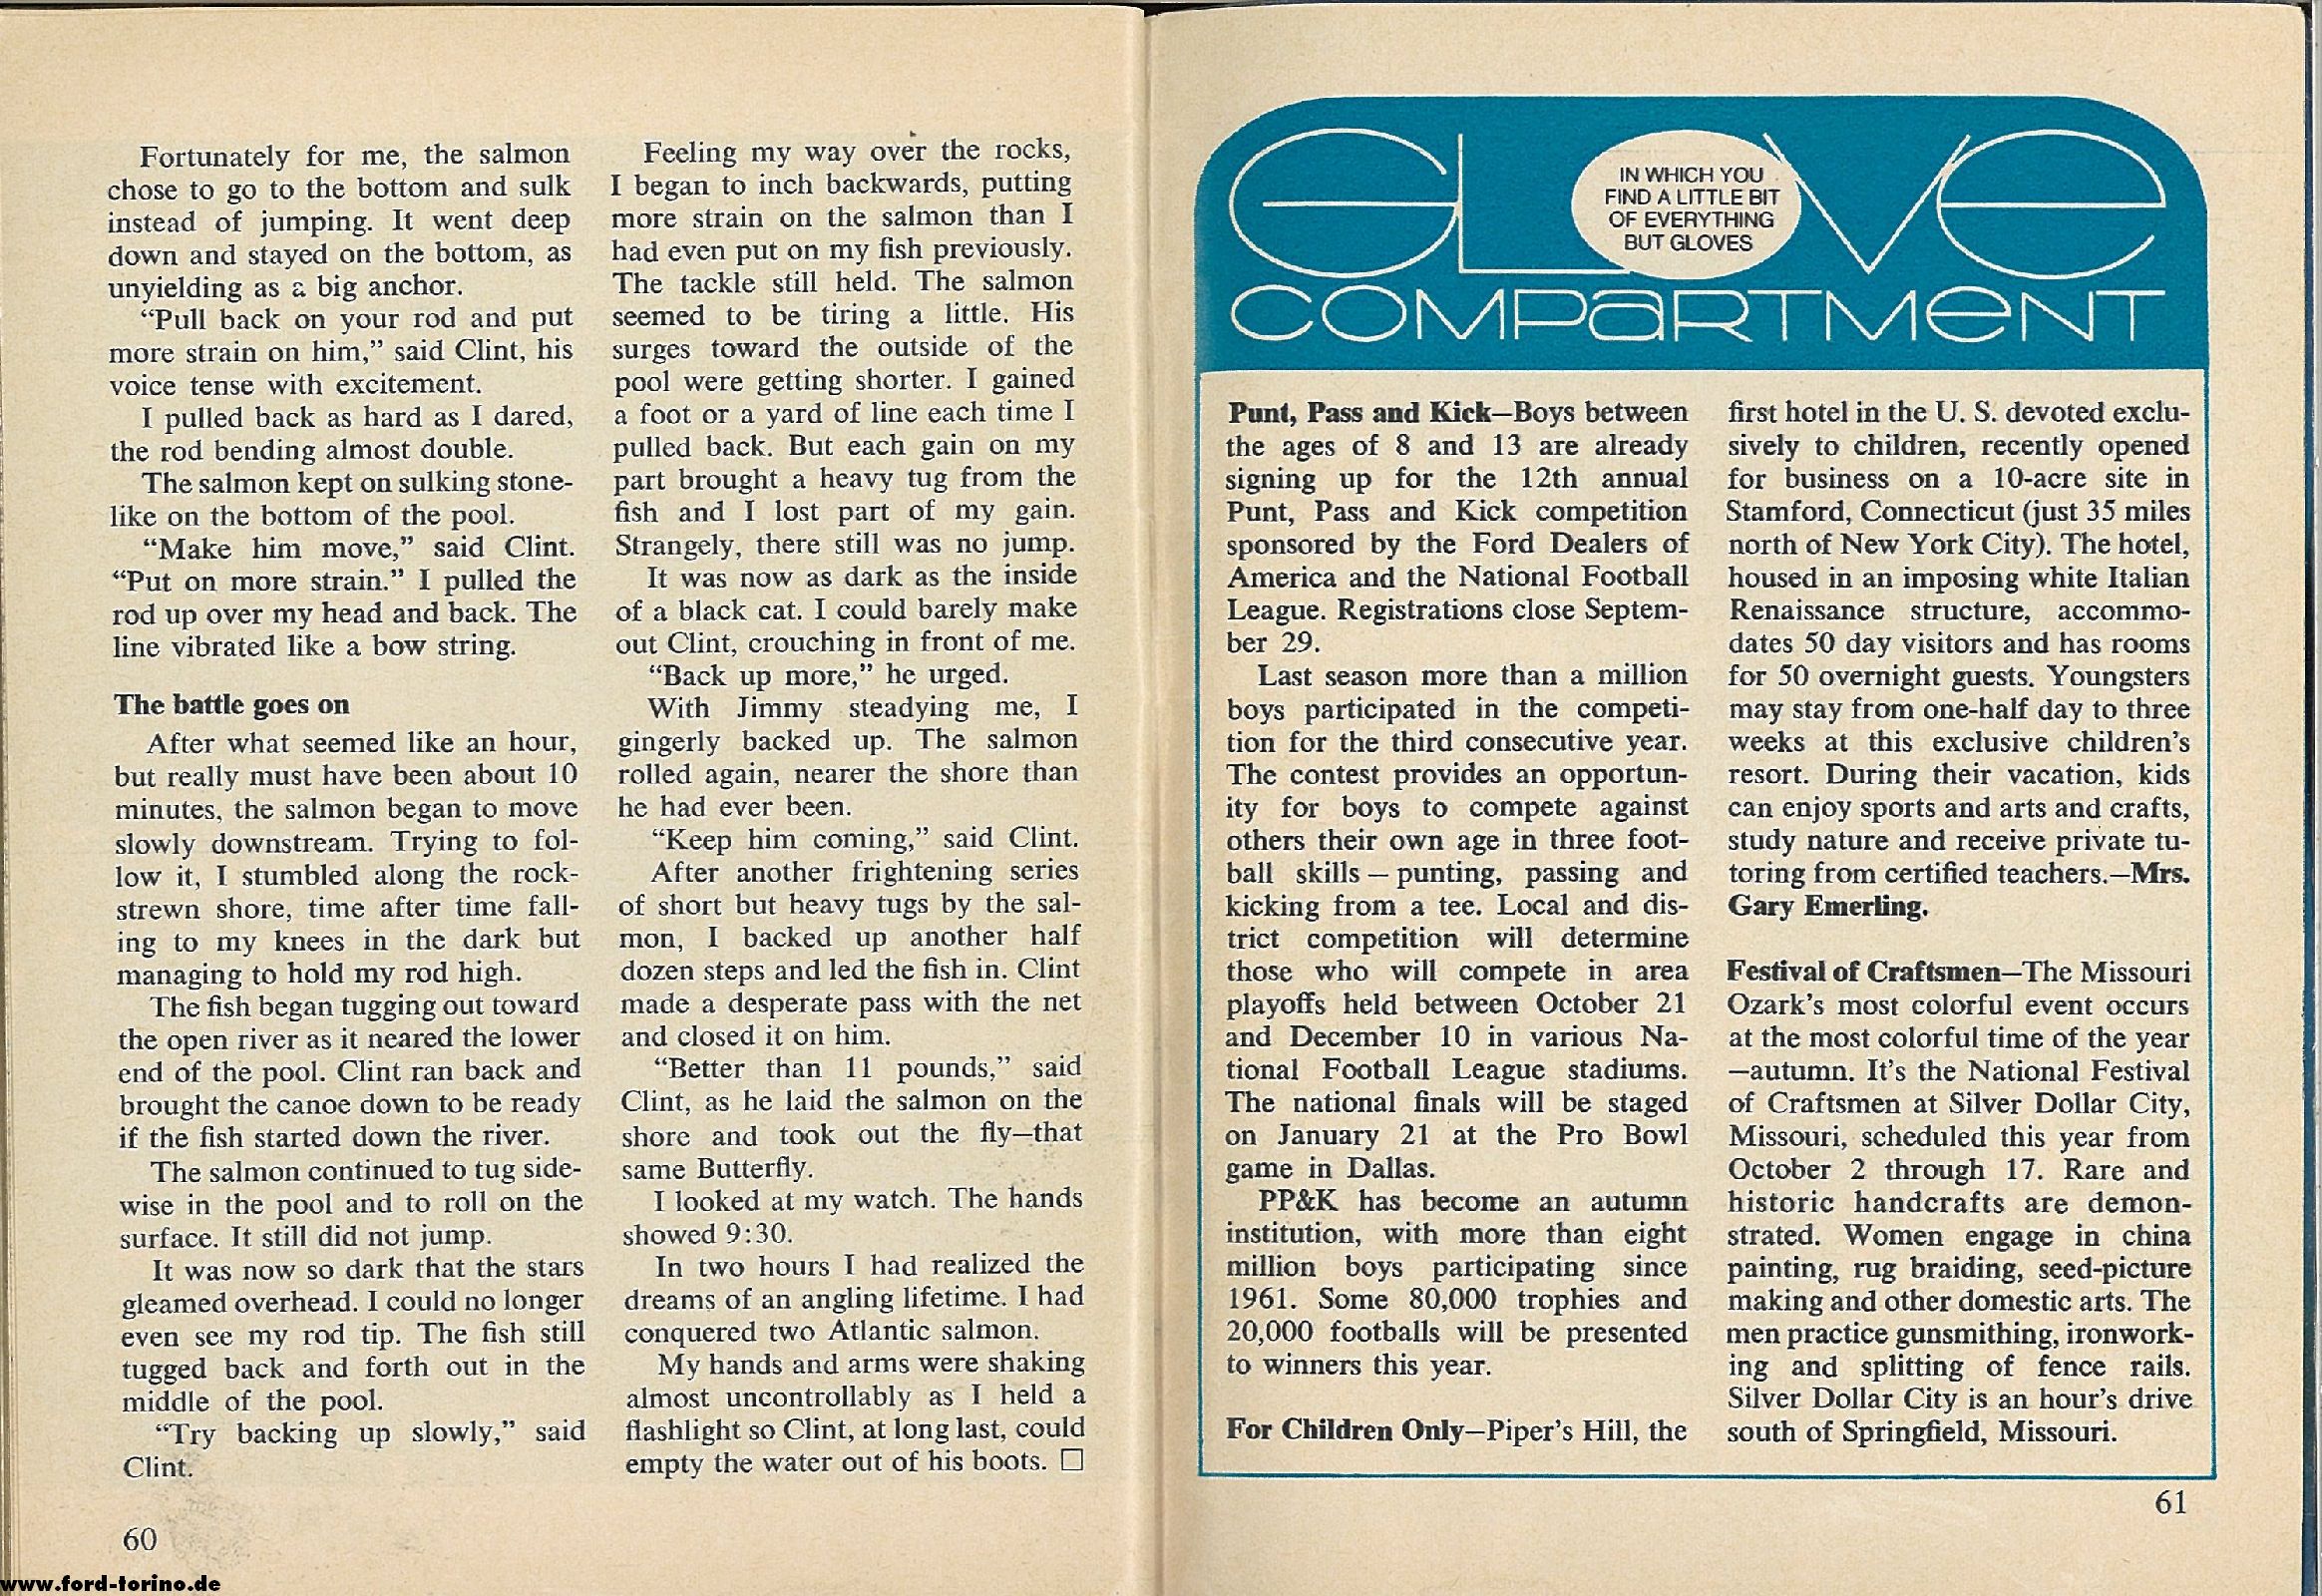 Fortunately for me, the salmon
chose to go to the bottom and sulk
instead of jumping. It went deep
down and stayed on the bottom, as
unyielding as a big anchor.
“Pull back on your rod and put
more strain on him,” said Clint, his
voice tense with excitement.
I pulled back as hard as I dared,
the rod bending almost double.
The salmon kept on sulking stone-
like on the bottom of the pool.
“Make him move,” said Clint.
“Put on more strain.” I pulled the
rod up over my head and back. The
line vibrated like a bow string.
The battle goes on
After what seemed like an hour,
but really must have been about 10
minutes, the salmon began to move
slowly downstream. Trying to fol-
low it, I stumbled along the rock-
strewn shore, time after time fall-
ing to my knees in the dark but
managing to hold my rod high.
The fish began tugging out toward
the open river as it neared the lower
end of the pool. Clint ran back and
brought the canoe down to be ready
if the fish started down the river.
The salmon continued to tug side-
wise in the pool and to roll on the
surface. It still did not jump.
It was now so dark that the stars
gleamed overhead. I could no longer
even see my rod tip. The fish still
tugged back and forth out in the
middle of the pool.
“Try backing up slowly,” said
Clint.
60
Feeling my way over the rocks,
I began to inch backwards, putting
more strain on the salmon than I
had even put on my fish previously.
The tackle still held. The salmon
seemed to be tiring a little. His
surges toward the outside of the
pool were getting shorter. I gained
a foot or a yard of line each time I
pulled back. But each gain on my
part brought a heavy tug from the
fish and I lost part of my gain.
Strangely, there still was no jump.
It was now as dark as the inside
of a black cat. I could barely make
out Clint, crouching in front of me.
“Back up more,” he urged.
With Jimmy steadying me, I
gingerly backed up. The salmon
rolled again, nearer the shore than
he had ever been.
“Keep him coming,” said Clint.
After another frightening series
of short but heavy tugs by the sal-
mon, I backed up another half
dozen steps and led the fish in. Clint
made a desperate pass with the net
and closed it on him.
“Better than 11 pounds,” said
Clint, as he laid the salmon on the
shore and took out the fly—that
same Butterfly.
I looked at my watch. The hands
showed 9:30.
In two hours I had realized the
dreams of an angling lifetime. I had
conquered two Atlantic salmon.
My hands and arms were shaking
almost uncontrollably as I held a
flashlight so Clint, at long last, could
empty the water out of his boots. □
GLOVe
IN WHICH YOU
FIND A LITTLE BIT
OF EVERYTHING
BUT GLOVES
COMPaRTMeNT
Punt, Pass and Kick—Boys between
the ages of 8 and 13 are already
signing up for the 12th annual
Punt, Pass and Kick competition
sponsored by the Ford Dealers of
America and the National Football
League. Registrations close Septem-
ber 29.
Last season more than a million
boys participated in the competi-
tion for the third consecutive year.
The contest provides an opportun-
ity for boys to compete against
others their own age in three foot-
ball skills — punting, passing and
kicking from a tee. Local and dis-
trict competition will determine
those who will compete in area
playoffs held between October 21
and December 10 in various Na-
tional Football League stadiums.
The national finals will be staged
on January 21 at the Pro Bowl
game in Dallas.
PP&K has become an autumn
institution, with more than eight
million boys participating since
1961. Some 80,000 trophies and
20,000 footballs will be presented
to winners this year.
For Children Only—Piper’s Hill, the
first hotel in the U. S. devoted exclu-
sively to children, recently opened
for business on a 10-acre site in
Stamford, Connecticut (just 35 miles
north of New York City). The hotel,
housed in an imposing white Italian
Renaissance structure, accommo-
dates 50 day visitors and has rooms
for 50 overnight guests. Youngsters
may stay from one-half day to three
weeks at this exclusive children’s
resort. During their vacation, kids
can enjoy sports and arts and crafts,
study nature and receive private tu-
toring from certified teachers.—Mrs.
Gary Emerling.
Festival of Craftsmen—The Missouri
Ozark’s most colorful event occurs
at the most colorful time of the year
—autumn. It’s the National Festival
of Craftsmen at Silver Dollar City,
Missouri, scheduled this year from
October 2 through 17. Rare and
historic handcrafts are demon-
strated. Women engage in china
painting, rug braiding, seed-picture
making and other domestic arts. The
men practice gunsmithing, ironwork-
ing and splitting of fence rails.
Silver Dollar City is an hour’s drive
south of Springfield, Missouri.
61
www.ford-torino.de